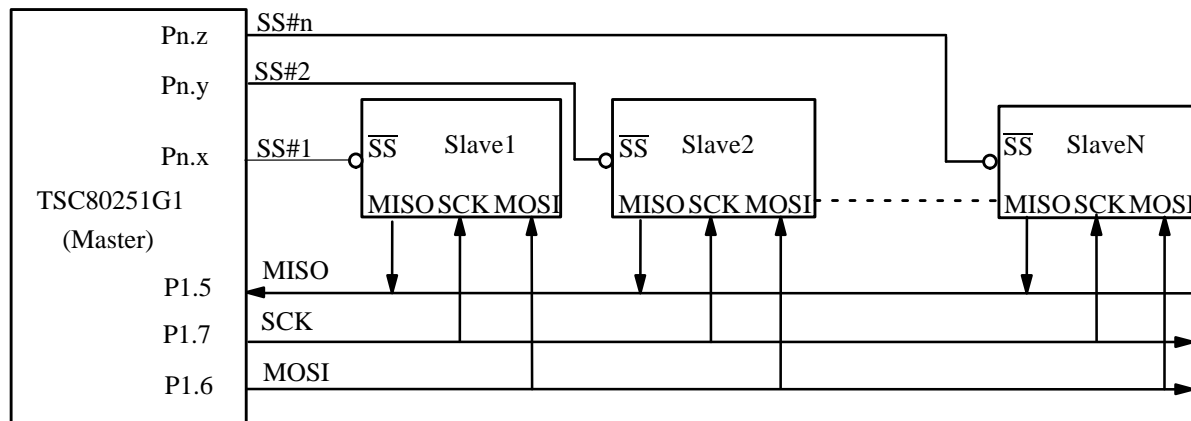 Pn.z SS#n
Pn.y SS#2
Pn.x SS#1
SS Slave1
SS Slave2
SS SlaveN
TSC80251G1
(Master)
MISO SCK MOSI
MISO SCK MOSI
MISO SCK MOSI
P1.5 MISO
P1.7 SCK
P1.6 MOSI